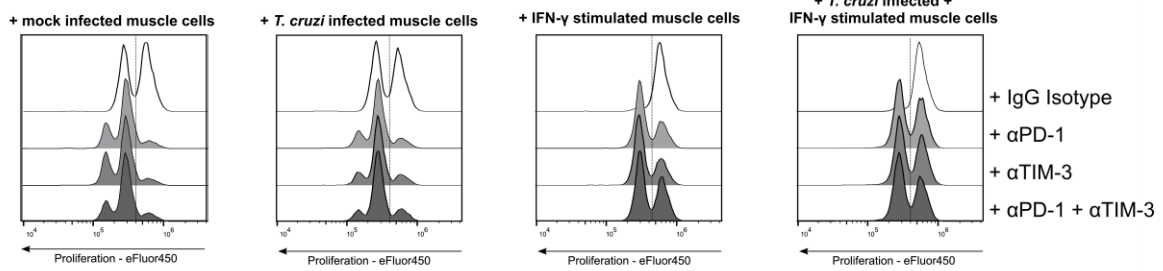 + mock infected muscle cells
+ T. cruzi infected muscle cells
+ IFN-γ stimulated muscle cells
+ T. cruzi infected +
IFN-γ stimulated muscle cells
+ IgG Isotype
+ αPD-1
+ αTIM-3
+ αPD-1 + αTIM-3
10⁴ 10⁵ 10⁶
10⁴ 10⁵ 10⁶
10⁴ 10⁵ 10⁶
10⁴ 10⁵ 10⁶
Proliferation - eFluor450
Proliferation - eFluor450
Proliferation - eFluor450
Proliferation - eFluor450